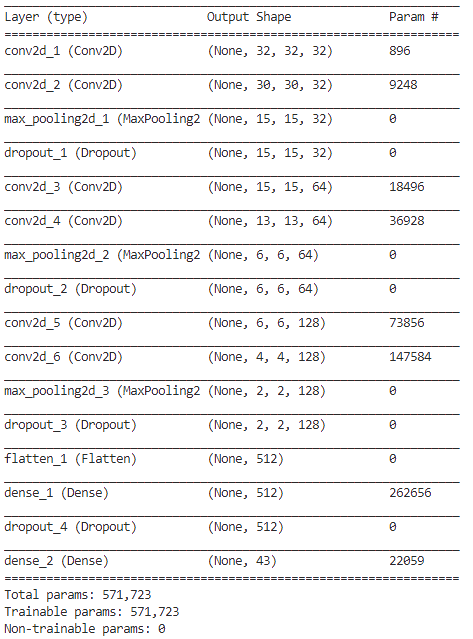 Layer (type) Output Shape Param #
conv2d_1 (Conv2D) (None, 32, 32, 32) 896
conv2d_2 (Conv2D) (None, 30, 30, 32) 9248
max_pooling2d_1 (MaxPooling2 (None, 15, 15, 32) 0
dropout_1 (Dropout) (None, 15, 15, 32) 0
conv2d_3 (Conv2D) (None, 15, 15, 64) 18496
conv2d_4 (Conv2D) (None, 13, 13, 64) 36928
max_pooling2d_2 (MaxPooling2 (None, 6, 6, 64) 0
dropout_2 (Dropout) (None, 6, 6, 64) 0
conv2d_5 (Conv2D) (None, 6, 6, 128) 73856
conv2d_6 (Conv2D) (None, 4, 4, 128) 147584
max_pooling2d_3 (MaxPooling2 (None, 2, 2, 128) 0
dropout_3 (Dropout) (None, 2, 2, 128) 0
flatten_1 (Flatten) (None, 512) 0
dense_1 (Dense) (None, 512) 262656
dropout_4 (Dropout) (None, 512) 0
dense_2 (Dense) (None, 43) 22059
Total params: 571,723
Trainable params: 571,723
Non-trainable params: 0